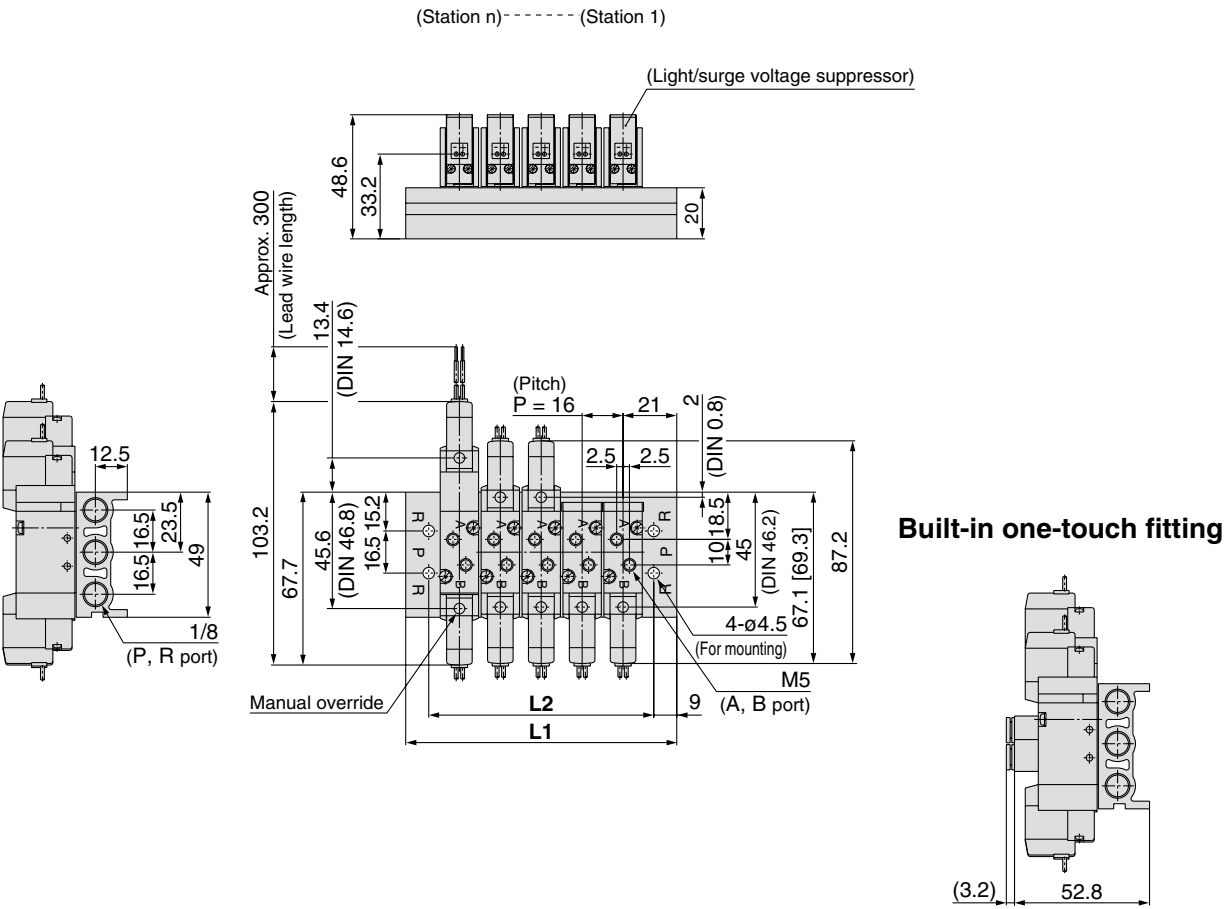 (Station n) (Station 1)
(Light/surge voltage suppressor)
48.6
33.2
20
Approx. 300
(Lead wire length)
13.4
(DIN 14.6)
(Pitch)
P = 16
21
2
(DIN 0.8)
2.5
2.5
12.5
16.5
16.5
23.5
49
1/8
(P, R port)
103.2
67.7
45.6
(DIN 46.8)
15.2
16.5
R
P
R
A
A
A
A
A
B
B
B
B
B
R
P
R
18.5
10
45
(DIN 46.2)
67.1 [69.3]
87.2
4-ø4.5
(For mounting)
M5
(A, B port)
Manual override
L2
9
L1
Built-in one-touch fitting
(3.2)
52.8